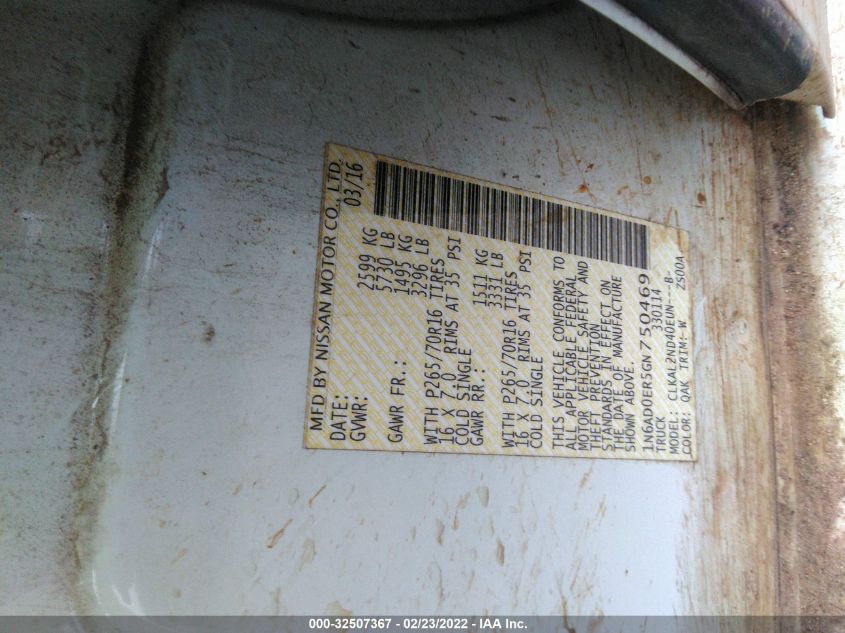 MFD BY NISSAN MOTOR CO., LTD.
DATE: 03/16
GVWR: 2599 KG
5730 LB
GAWR FR.: 1495 KG
3296 LB
WITH P265/70R16 TIRES
16 X 7.0 RIMS AT 35 PSI
COLD SINGLE
GAWR RR.: 1511 KG
3331 LB
WITH P265/70R16 TIRES
16 X 7.0 RIMS AT 35 PSI
COLD SINGLE
THIS VEHICLE CONFORMS TO
ALL APPLICABLE FEDERAL
MOTOR VEHICLE SAFETY AND
THEFT PREVENTION
STANDARDS IN EFFECT ON
THE DATE OF MANUFACTURE
SHOWN ABOVE.
1N6AD0ER5GN750469
TRUCK 330114
MODEL: CLKAL2ND40EUN---B-
COLOR: QAK TRIM: W ZS00A
000-32507367 - 02/23/2022 - IAA Inc.